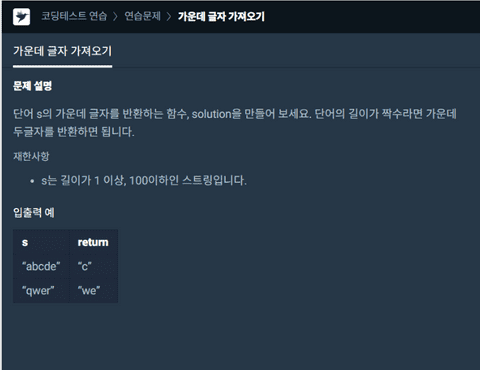 코딩테스트 연습 > 연습문제 > 가운데 글자 가져오기
가운데 글자 가져오기
문제 설명
단어 s의 가운데 글자를 반환하는 함수, solution을 만들어 보세요. 단어의 길이가 짝수라면 가운데
두글자를 반환하면 됩니다.
재한사항
• s는 길이가 1 이상, 100이하인 스트링입니다.
입출력 예
s return
“abcde” “c”
“qwer” “we”